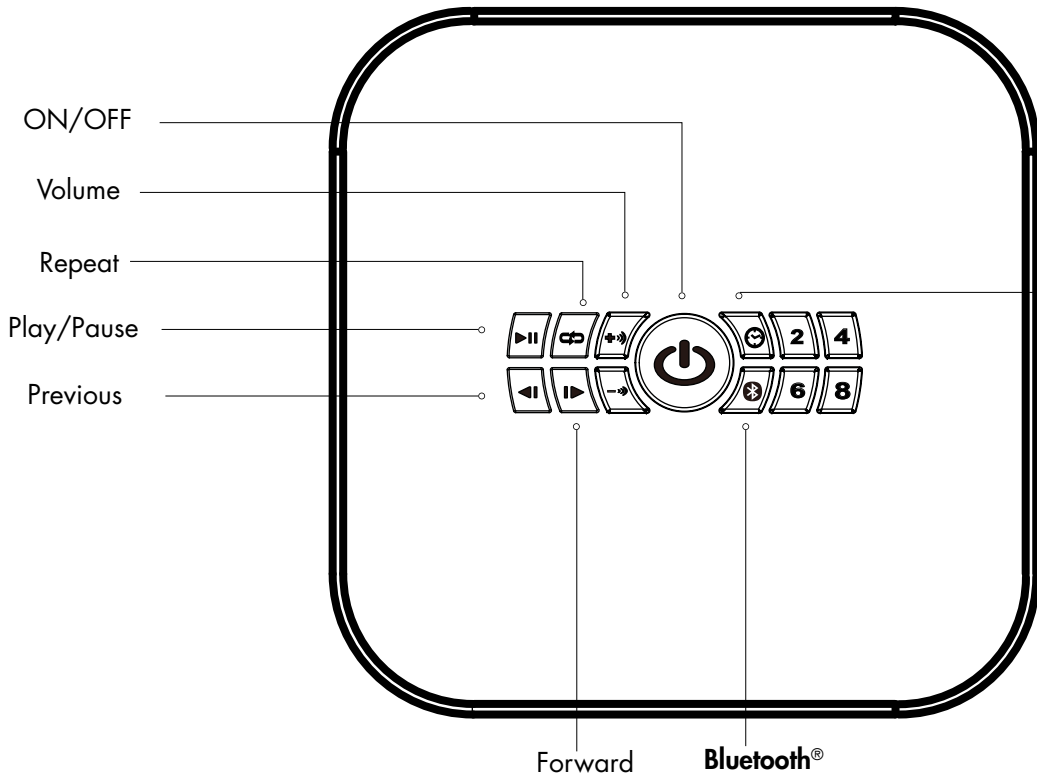 ON/OFF
Volume
Repeat
Play/Pause
Previous
2 4
6 8
Forward
Bluetooth®